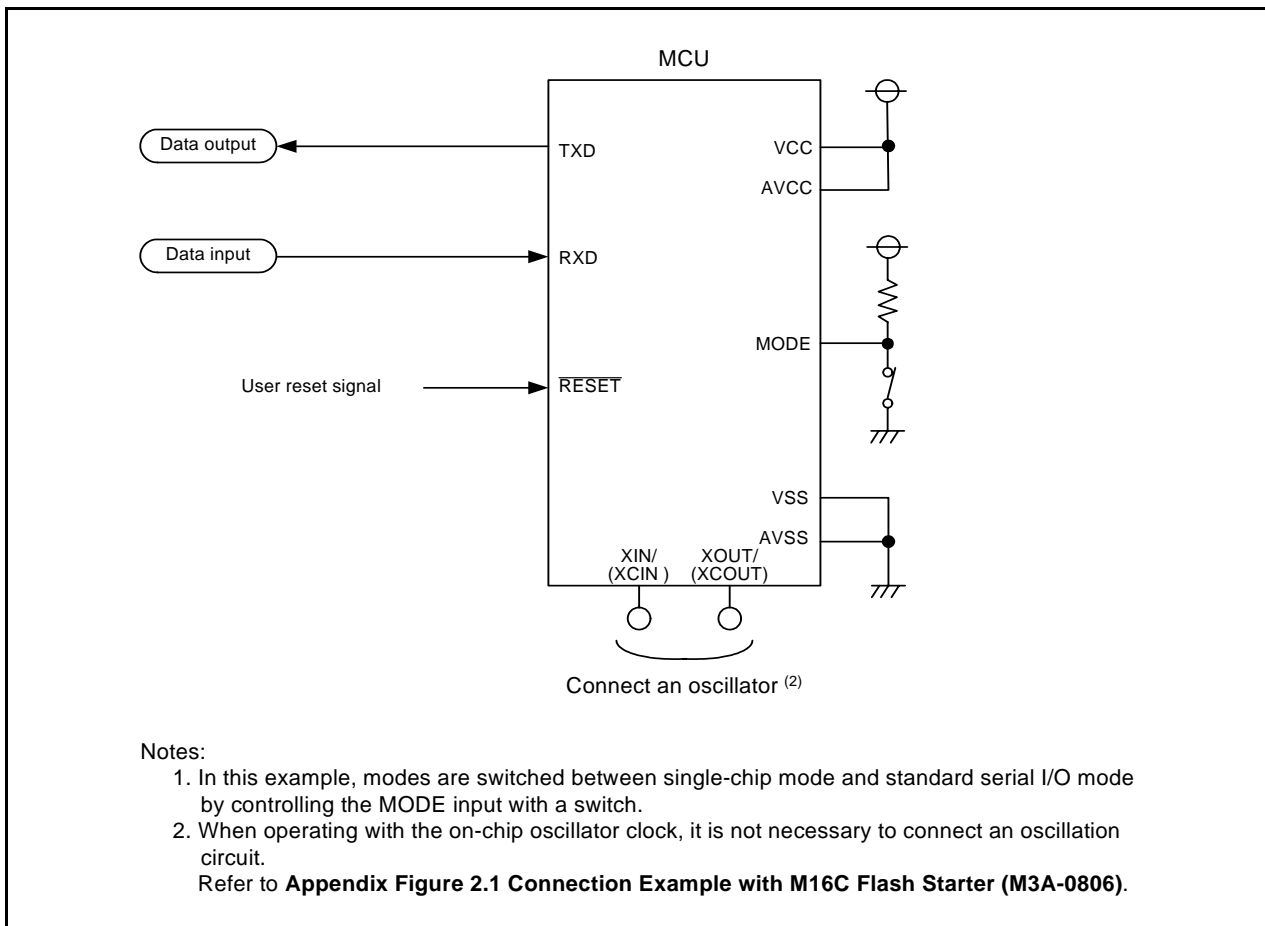 MCU
Data output
TXD
VCC
AVCC
Data input
RXD
MODE
User reset signal
RESET
VSS
AVSS
XIN/
(XCIN )
XOUT/
(XCOUT)
Connect an oscillator (2)
Notes:
1. In this example, modes are switched between single-chip mode and standard serial I/O mode
by controlling the MODE input with a switch.
2. When operating with the on-chip oscillator clock, it is not necessary to connect an oscillation
circuit.
Refer to Appendix Figure 2.1 Connection Example with M16C Flash Starter (M3A-0806).